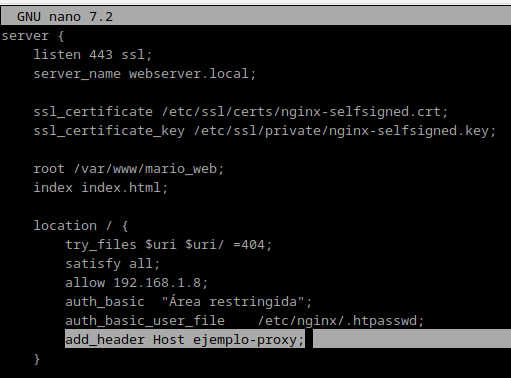 GNU nano 7.2
server {
listen 443 ssl;
server_name webserver.local;
ssl_certificate /etc/ssl/certs/nginx-selfsigned.crt;
ssl_certificate_key /etc/ssl/private/nginx-selfsigned.key;
root /var/www/mario_web;
index index.html;
location / {
try_files $uri $uri/ =404;
satisfy all;
allow 192.168.1.8;
auth_basic  "Área restringida";
auth_basic_user_file    /etc/nginx/.htpasswd;
add_header Host ejemplo-proxy;
}